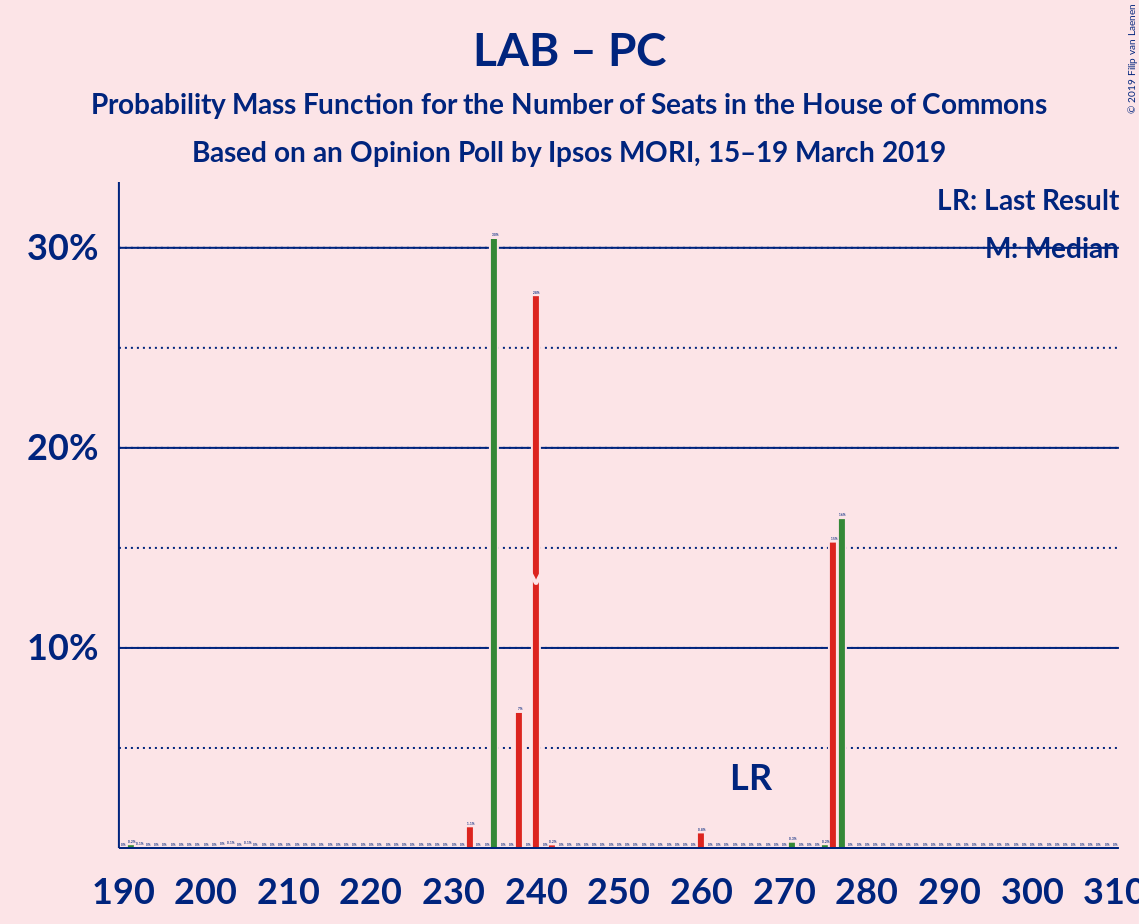 LAB – PC
Probability Mass Function for the Number of Seats in the House of Commons
Based on an Opinion Poll by Ipsos MORI, 15–19 March 2019
© 2019 Filip van Laenen
LR: Last Result
M: Median
30%
20%
10%
LR
190 200 210 220 230 240 250 260 270 280 290 300 310